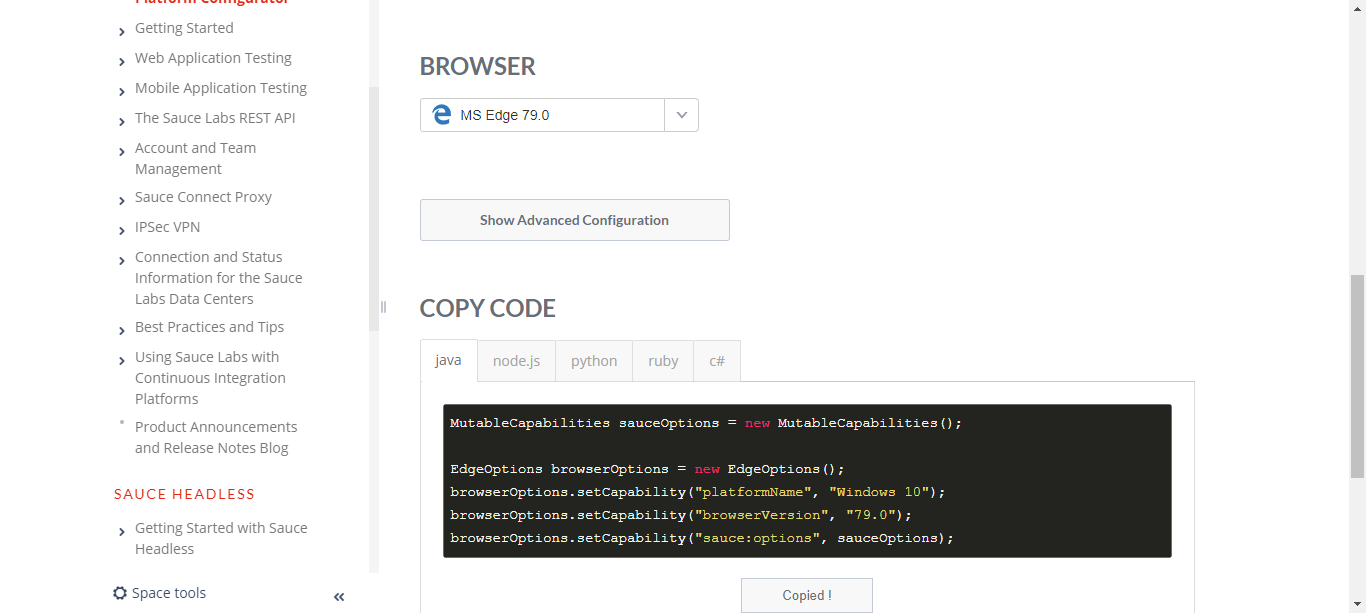 Platform Configurator
Getting Started
Web Application Testing
Mobile Application Testing
The Sauce Labs REST API
Account and Team
Management
Sauce Connect Proxy
IPSec VPN
Connection and Status
Information for the Sauce
Labs Data Centers
Best Practices and Tips
Using Sauce Labs with
Continuous Integration
Platforms
Product Announcements
and Release Notes Blog
SAUCE HEADLESS
Getting Started with Sauce
Headless
Space tools
BROWSER
MS Edge 79.0
Show Advanced Configuration
COPY CODE
java node.js python ruby c#
MutableCapabilities sauceOptions = new MutableCapabilities();
EdgeOptions browserOptions = new EdgeOptions();
browserOptions.setCapability("platformName", "Windows 10");
browserOptions.setCapability("browserVersion", "79.0");
browserOptions.setCapability("sauce:options", sauceOptions);
Copied !